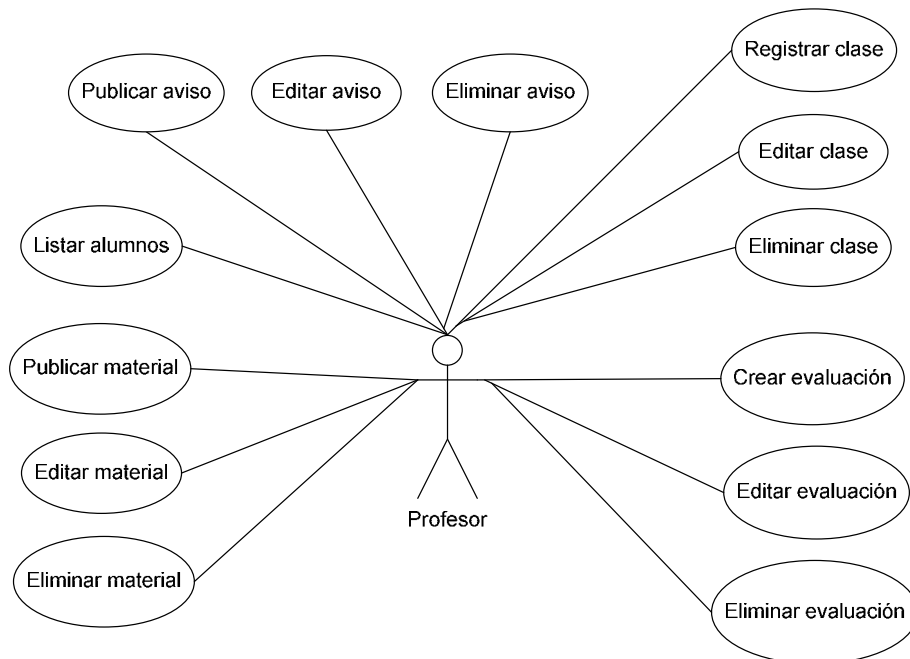 Registrar clase
Publicar aviso
Editar aviso
Eliminar aviso
Editar clase
Listar alumnos
Eliminar clase
Publicar material
Crear evaluación
Editar material
Editar evaluación
Profesor
Eliminar material
Eliminar evaluación